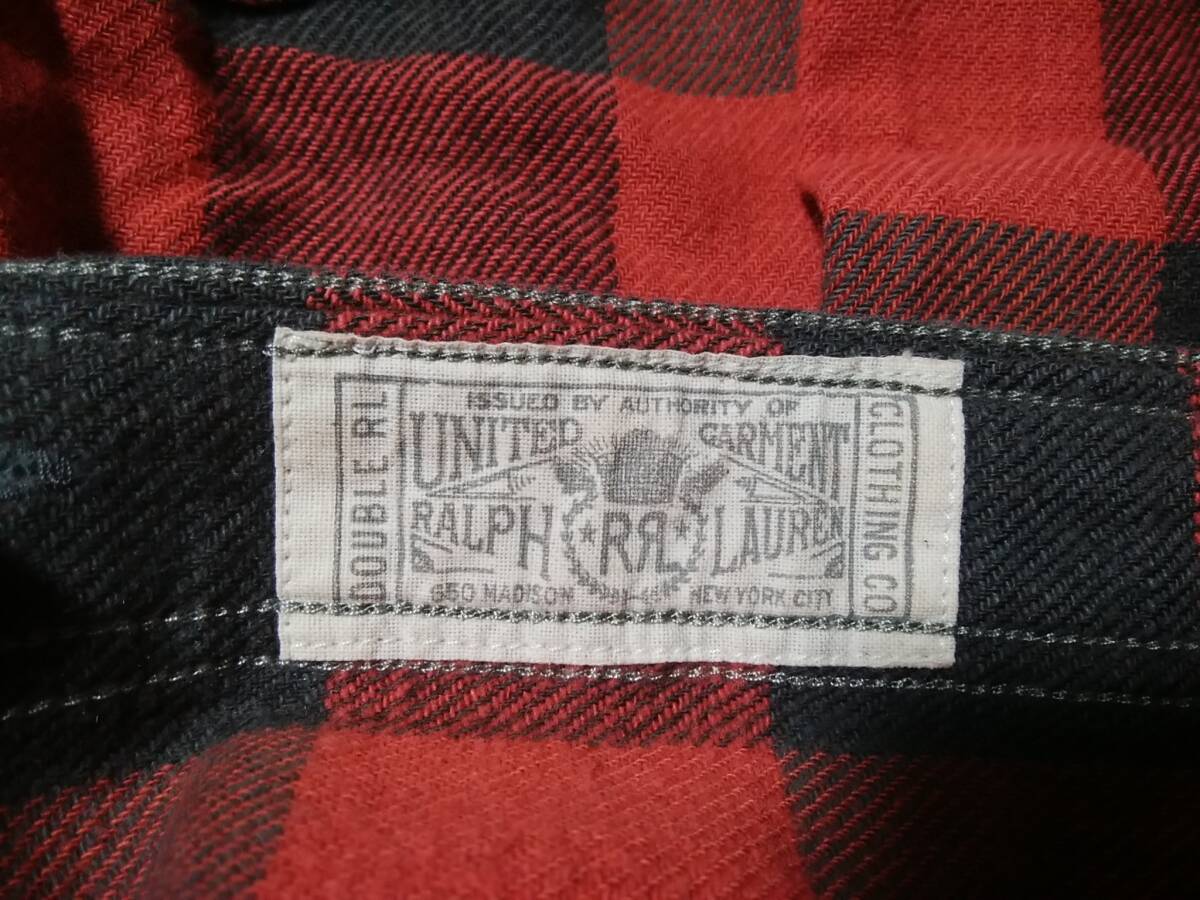 DOUBLE RL
ISSUED BY AUTHORITY OF
UNITED GARMENT
RALPH RRL LAUREN
650 MADISON NEW YORK CITY
CLOTHING CO